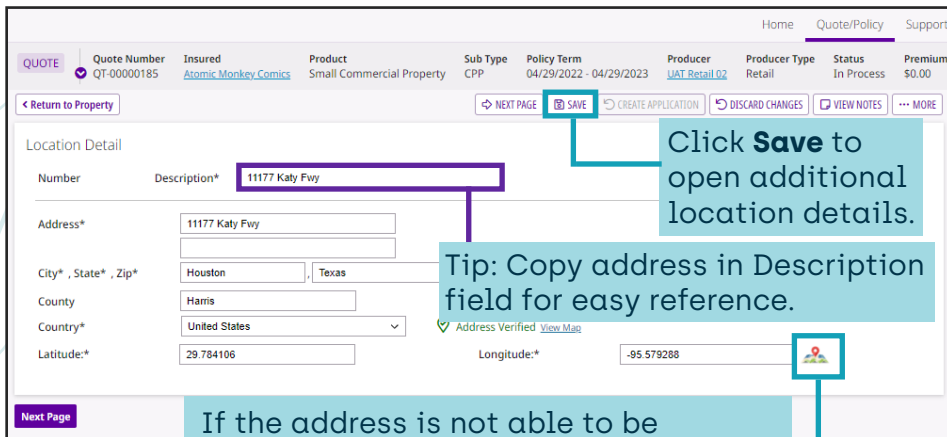 Home Quote/Policy Support
QUOTE Quote Number Insured Product Sub Type Policy Term Producer Producer Type Status Premium
QT-00000185 Atomic Monkey Comics Small Commercial Property CPP 04/29/2022 - 04/29/2023 UAT Retail 02 Retail In Process $0.00
< Return to Property NEXT PAGE SAVE CREATE APPLICATION DISCARD CHANGES VIEW NOTES ••• MORE
Location Detail
Click Save to
open additional
location details.
Number Description* 11177 Katy Fwy
Address* 11177 Katy Fwy
City* , State* , Zip* Houston , Texas
Tip: Copy address in Description
field for easy reference.
County Harris
Country* United States Address Verified View Map
Latitude:* 29.784106 Longitude:* -95.579288
Next Page
If the address is not able to be